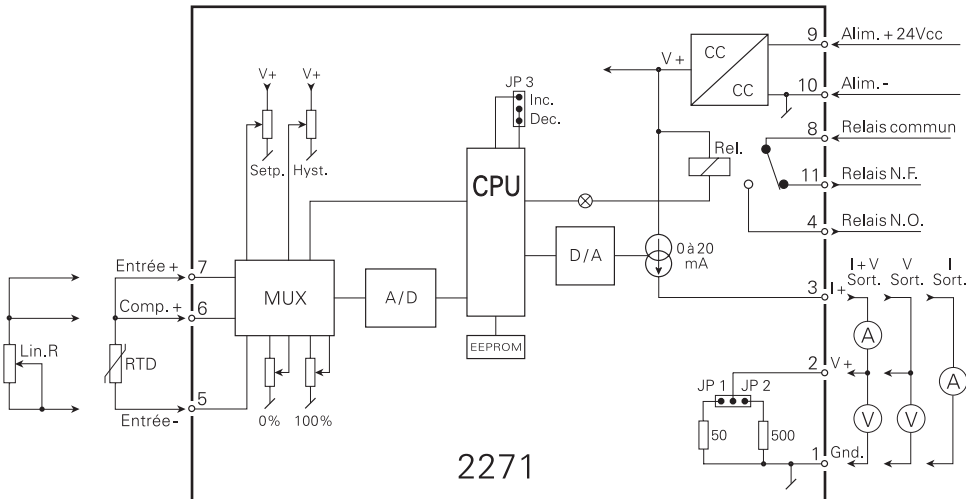 9 Alim. + 24Vcc
V+ CC
CC
10 Alim. -
V+ V+
JP 3
Inc.
Dec.
8 Relais commun
Rel.
Setp. Hyst.
11 Relais N.F.
CPU
4 Relais N.O.
D/A
0 à 20
mA
Entrée + 7
MUX
A/D
Comp. + 6
I + V
Sort.
V
Sort.
I
Sort.
3 I+
A
Lin.R
RTD
EEPROM
2 V+
A
JP 1 JP 2
5
Entrée -
0% 100%
50 500
V V
1 Gnd.
2271